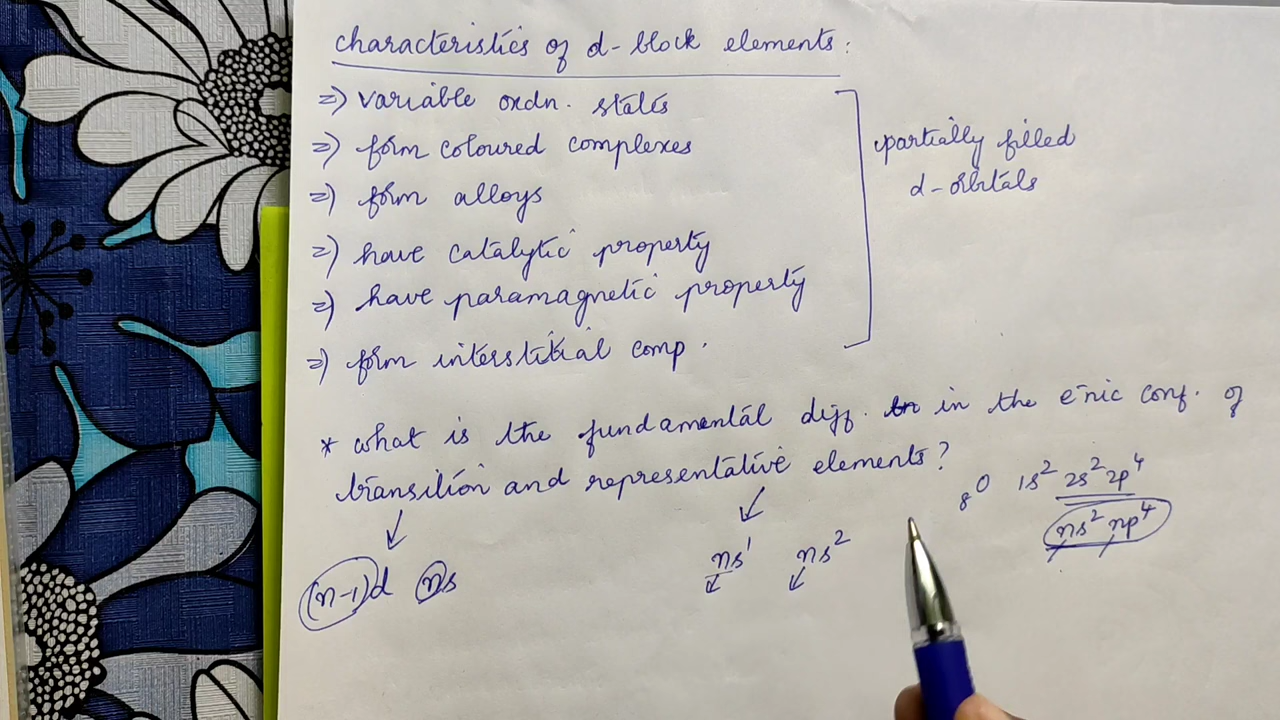 characteristics of d-block elements:
=) variable oxdn. states
=) form coloured complexes
=) form alloys
=) have catalytic property
=) have paramagnetic property
=) form interstitial comp.
partially filled
d-orbitals
* what is the fundamental diff. in the e⁻nic conf. of
transition and representative elements?
₈O 1s² 2s² 2p⁴
ns² np⁴
(n-1)d ns
ns¹ ns²